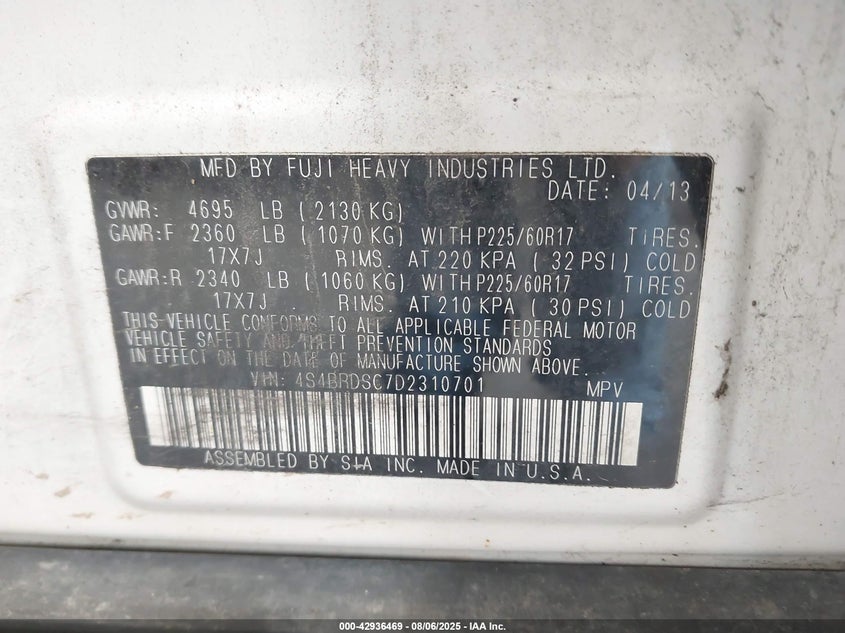 MFD BY FUJI HEAVY INDUSTRIES LTD.
DATE: 04/13
GVWR: 4695 LB ( 2130 KG)
GAWR:F 2360 LB ( 1070 KG) WITH P225/60R17 TIRES.
17X7J RIMS. AT 220 KPA ( 32 PSI) COLD
GAWR:R 2340 LB ( 1060 KG) WITH P225/60R17 TIRES.
17X7J RIMS. AT 210 KPA ( 30 PSI) COLD
THIS VEHICLE CONFORMS TO ALL APPLICABLE FEDERAL MOTOR
VEHICLE SAFETY AND THEFT PREVENTION STANDARDS
IN EFFECT ON THE DATE OF MANUFACTURE SHOWN ABOVE.
VIN: 4S4BRDSC7D2310701 MPV
ASSEMBLED BY SIA INC. MADE IN U.S.A.
000-42936469 - 08/06/2025 - IAA Inc.